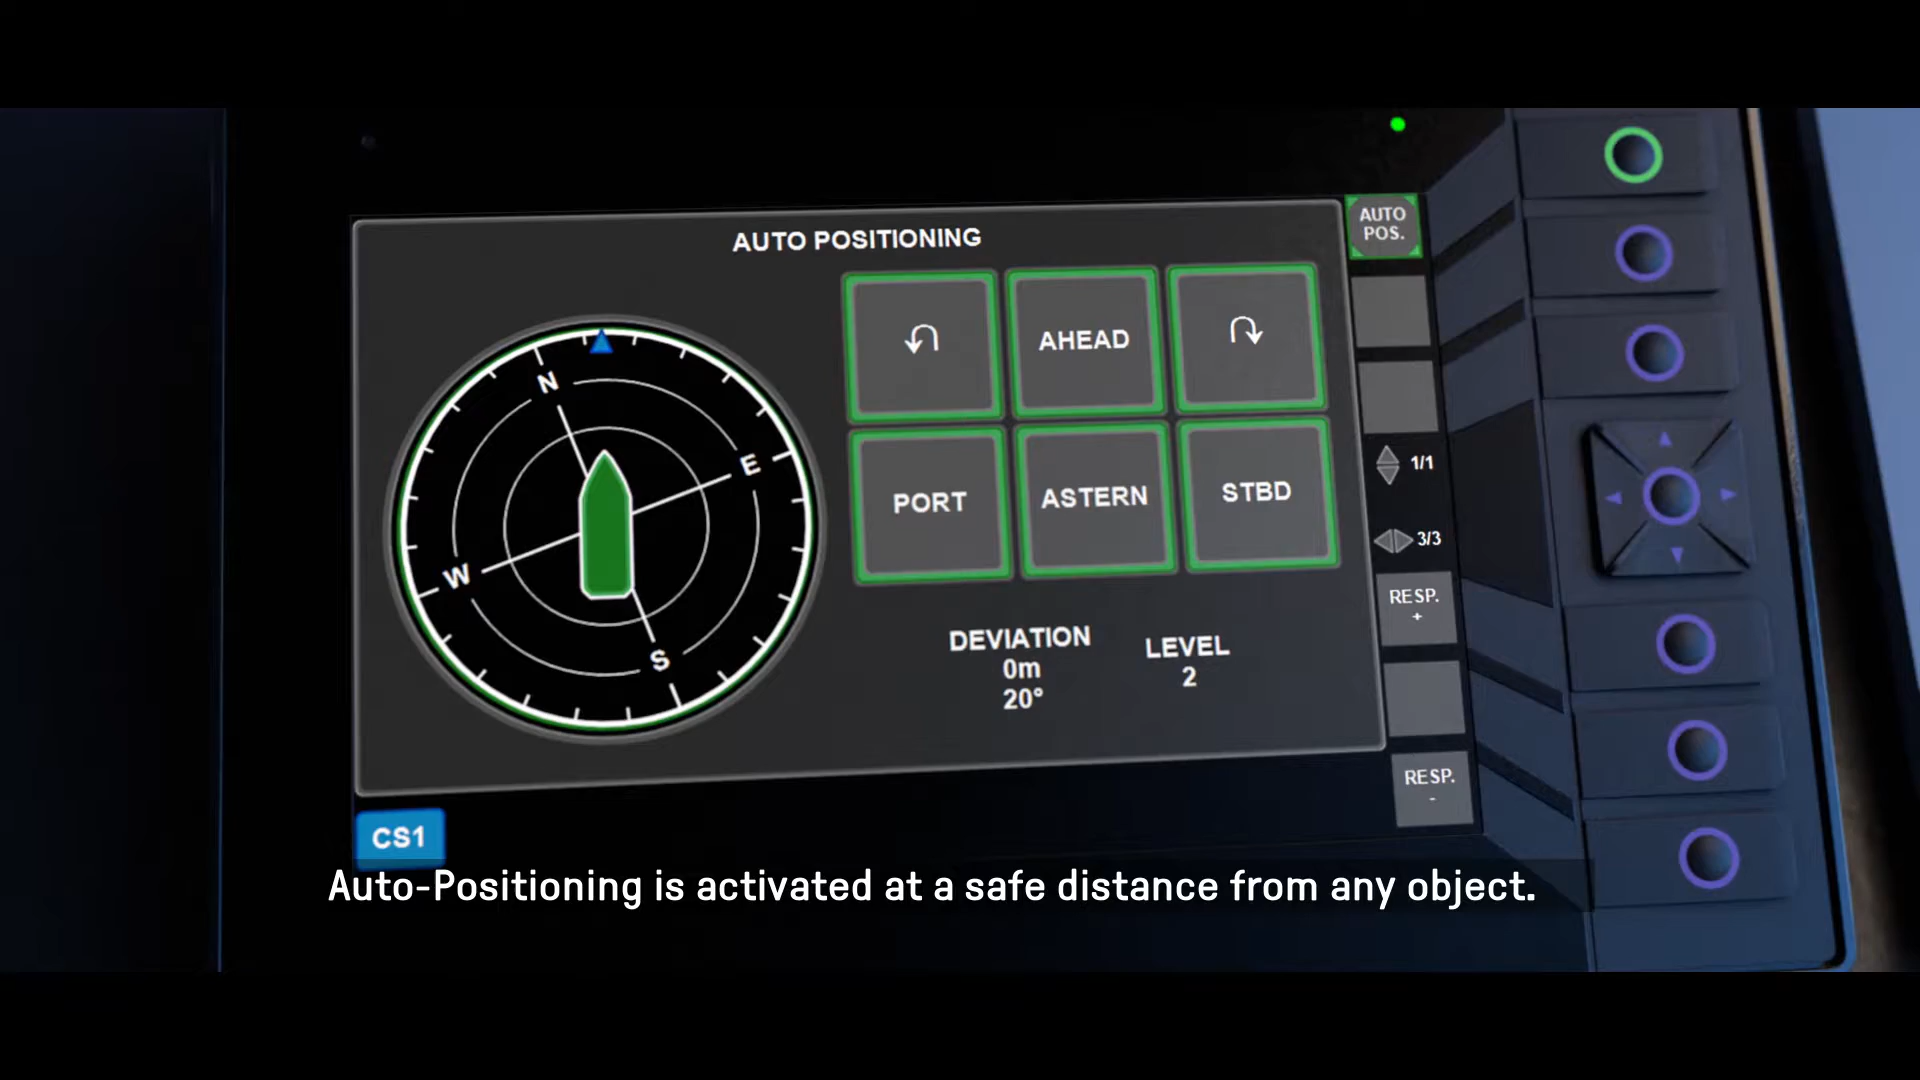 AUTO POSITIONING
AUTO
POS.
AHEAD
PORT
ASTERN
STBD
N
E
W
S
1/1
3/3
DEVIATION
0m
20°
LEVEL
2
RESP.
+
RESP.
-
CS1
Auto-Positioning is activated at a safe distance from any object.